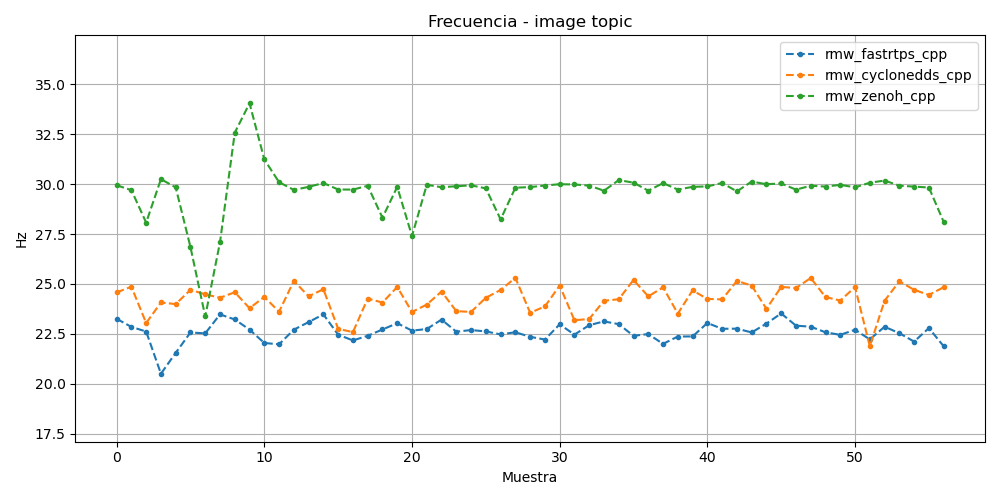 Frecuencia - image topic
rmw_fastrtps_cpp
rmw_cyclonedds_cpp
rmw_zenoh_cpp
Hz
35.0
32.5
30.0
27.5
25.0
22.5
20.0
17.5
0 10 20 30 40 50
Muestra